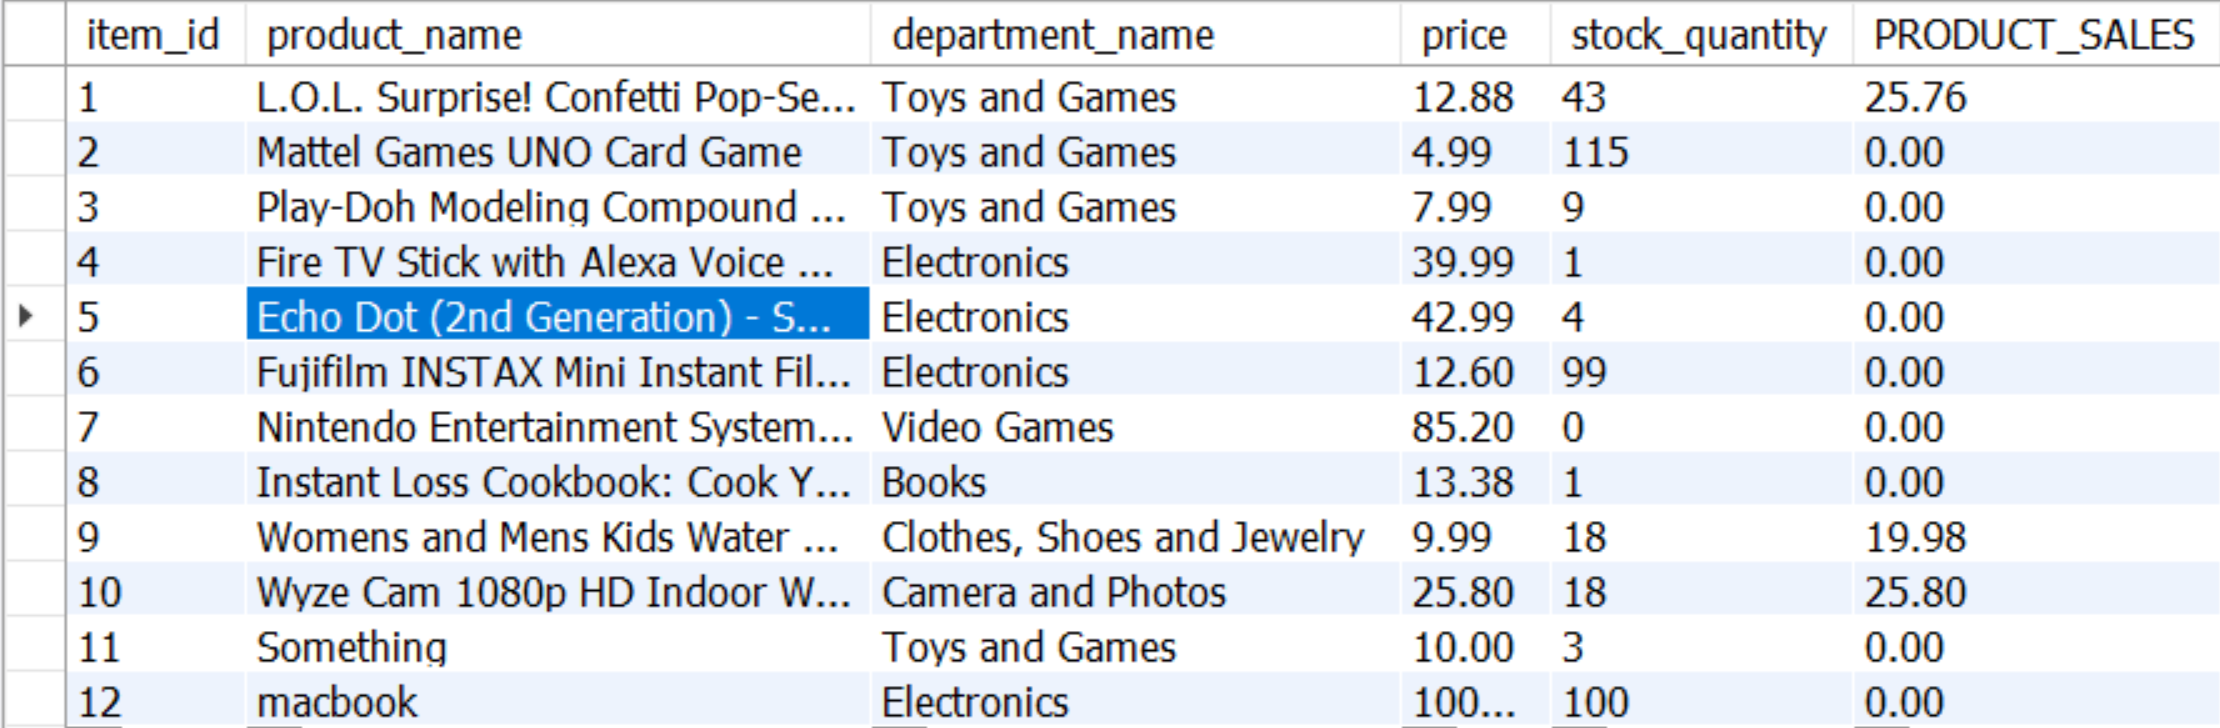 item_id product_name department_name price stock_quantity PRODUCT_SALES
1 L.O.L. Surprise! Confetti Pop-Se... Toys and Games 12.88 43 25.76
2 Mattel Games UNO Card Game Toys and Games 4.99 115 0.00
3 Play-Doh Modeling Compound ... Toys and Games 7.99 9 0.00
4 Fire TV Stick with Alexa Voice ... Electronics 39.99 1 0.00
5 Echo Dot (2nd Generation) - S... Electronics 42.99 4 0.00
6 Fujifilm INSTAX Mini Instant Fil... Electronics 12.60 99 0.00
7 Nintendo Entertainment System... Video Games 85.20 0 0.00
8 Instant Loss Cookbook: Cook Y... Books 13.38 1 0.00
9 Womens and Mens Kids Water ... Clothes, Shoes and Jewelry 9.99 18 19.98
10 Wyze Cam 1080p HD Indoor W... Camera and Photos 25.80 18 25.80
11 Something Toys and Games 10.00 3 0.00
12 macbook Electronics 100... 100 0.00